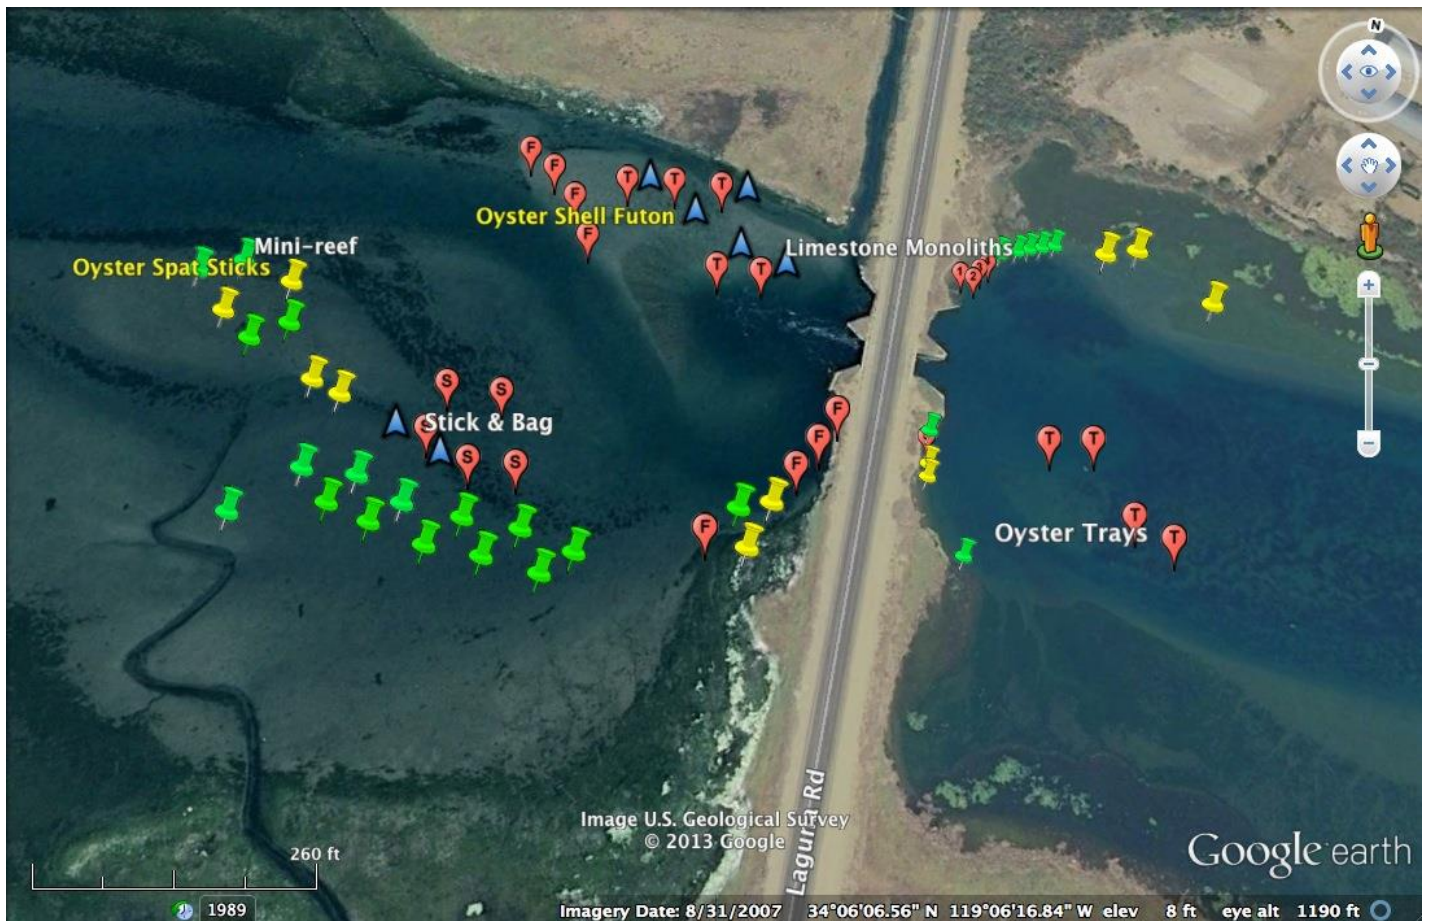 N
F
F
F
T
T
T
Oyster Shell Futon
F
Mini-reef
Limestone Monoliths
Oyster Spat Sticks
T
T
1
2
S
S
F
Stick & Bag
F
T
T
S
S
F
F
T
Oyster Trays
T
Laguna Rd
Image U.S. Geological Survey
© 2013 Google
Google earth
260 ft
1989
Imagery Date: 8/31/2007 34°06'06.56" N 119°06'16.84" W elev 8 ft eye alt 1190 ft